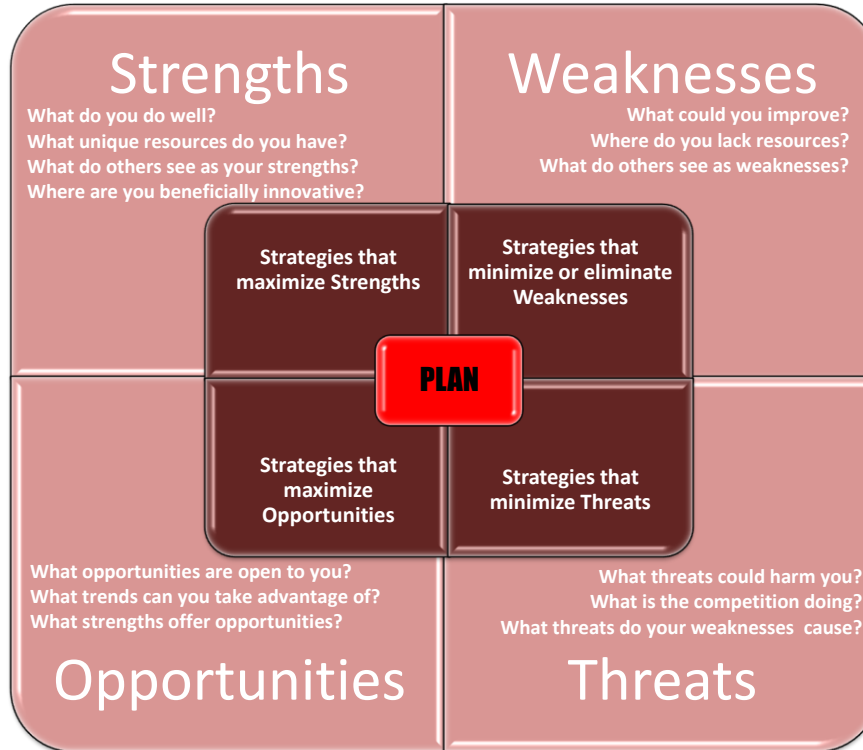 Strengths
What do you do well?
What unique resources do you have?
What do others see as your strengths?
Where are you beneficially innovative?
Weaknesses
What could you improve?
Where do you lack resources?
What do others see as weaknesses?
Strategies that
maximize Strengths
Strategies that
minimize or eliminate
Weaknesses
PLAN
Strategies that
maximize
Opportunities
Strategies that
minimize Threats
What opportunities are open to you?
What trends can you take advantage of?
What strengths offer opportunities?
Opportunities
What threats could harm you?
What is the competition doing?
What threats do your weaknesses  cause?
Threats